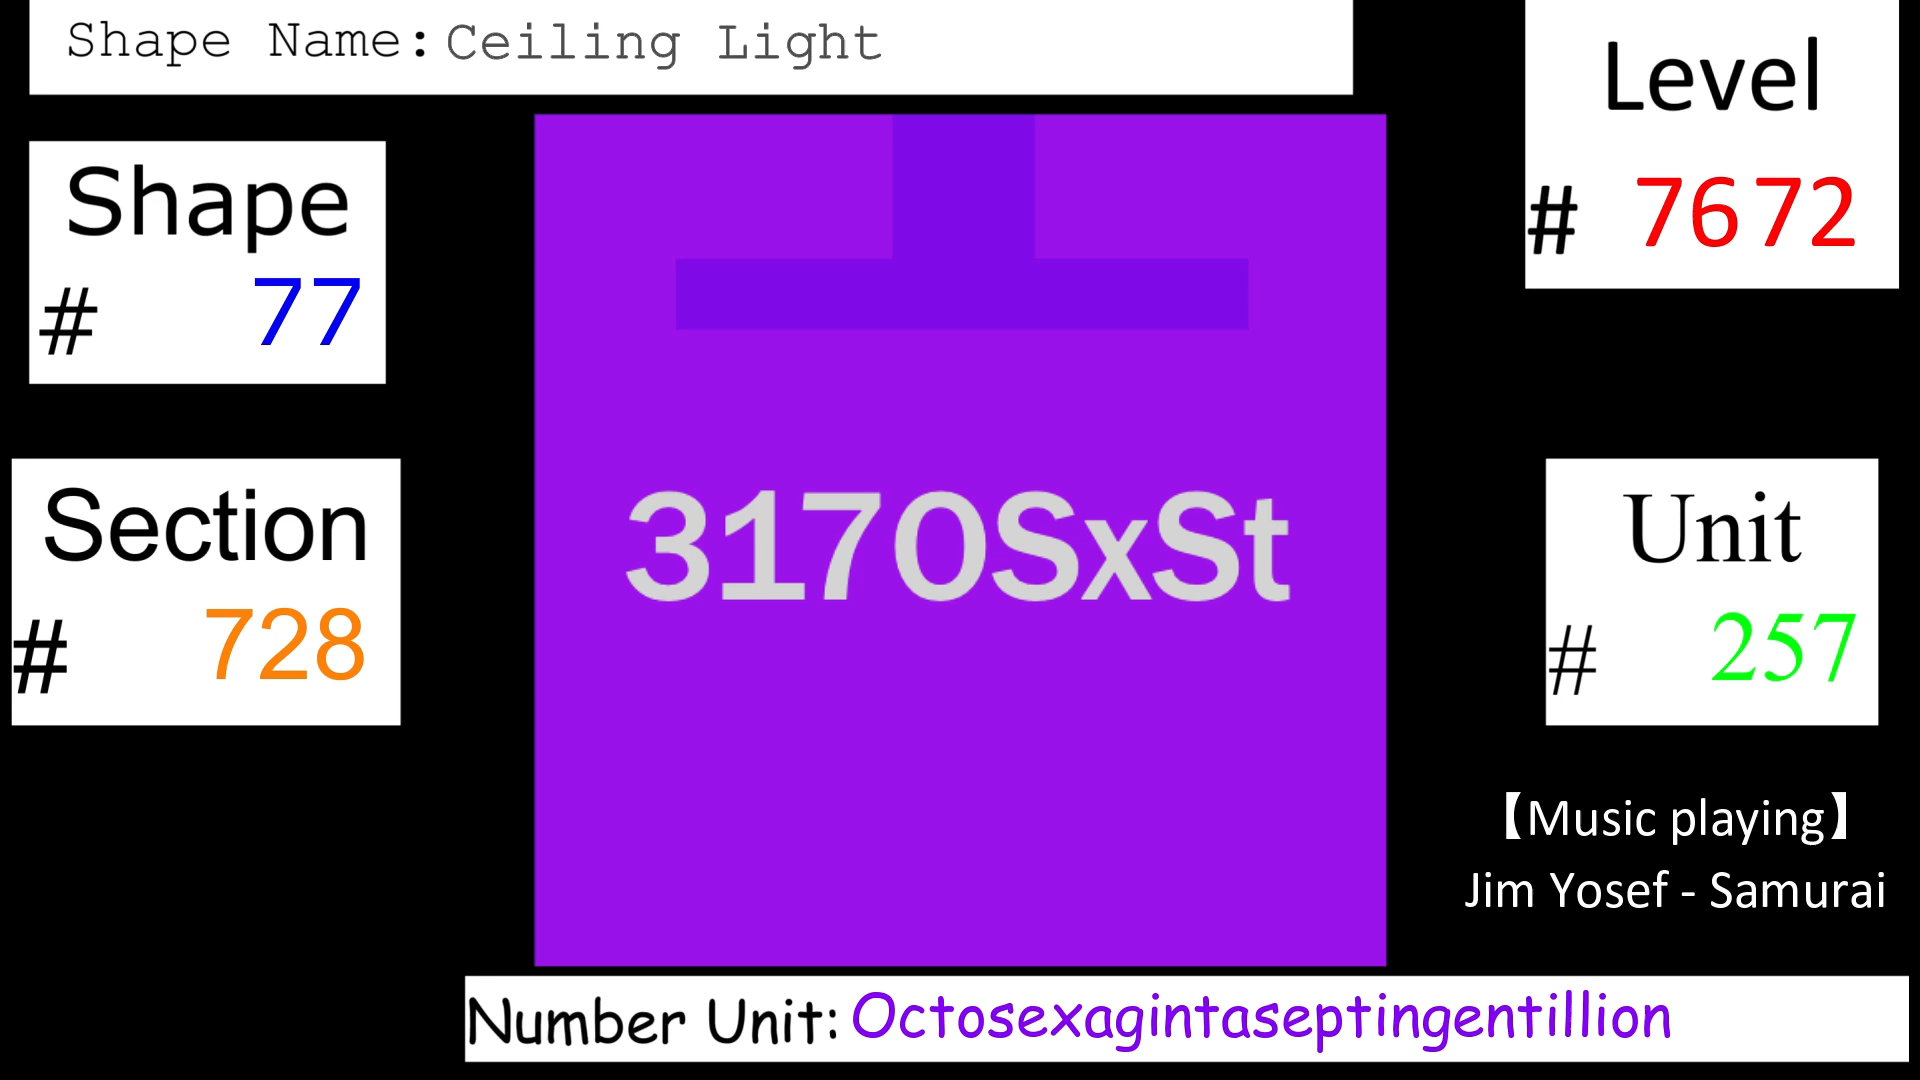 Shape Name: Ceiling Light
Level
# 7672
Shape
# 77
317OSxSt
Section
# 728
Unit
# 257
【Music playing】
Jim Yosef - Samurai
Number Unit: Octosexagintaseptingentillion